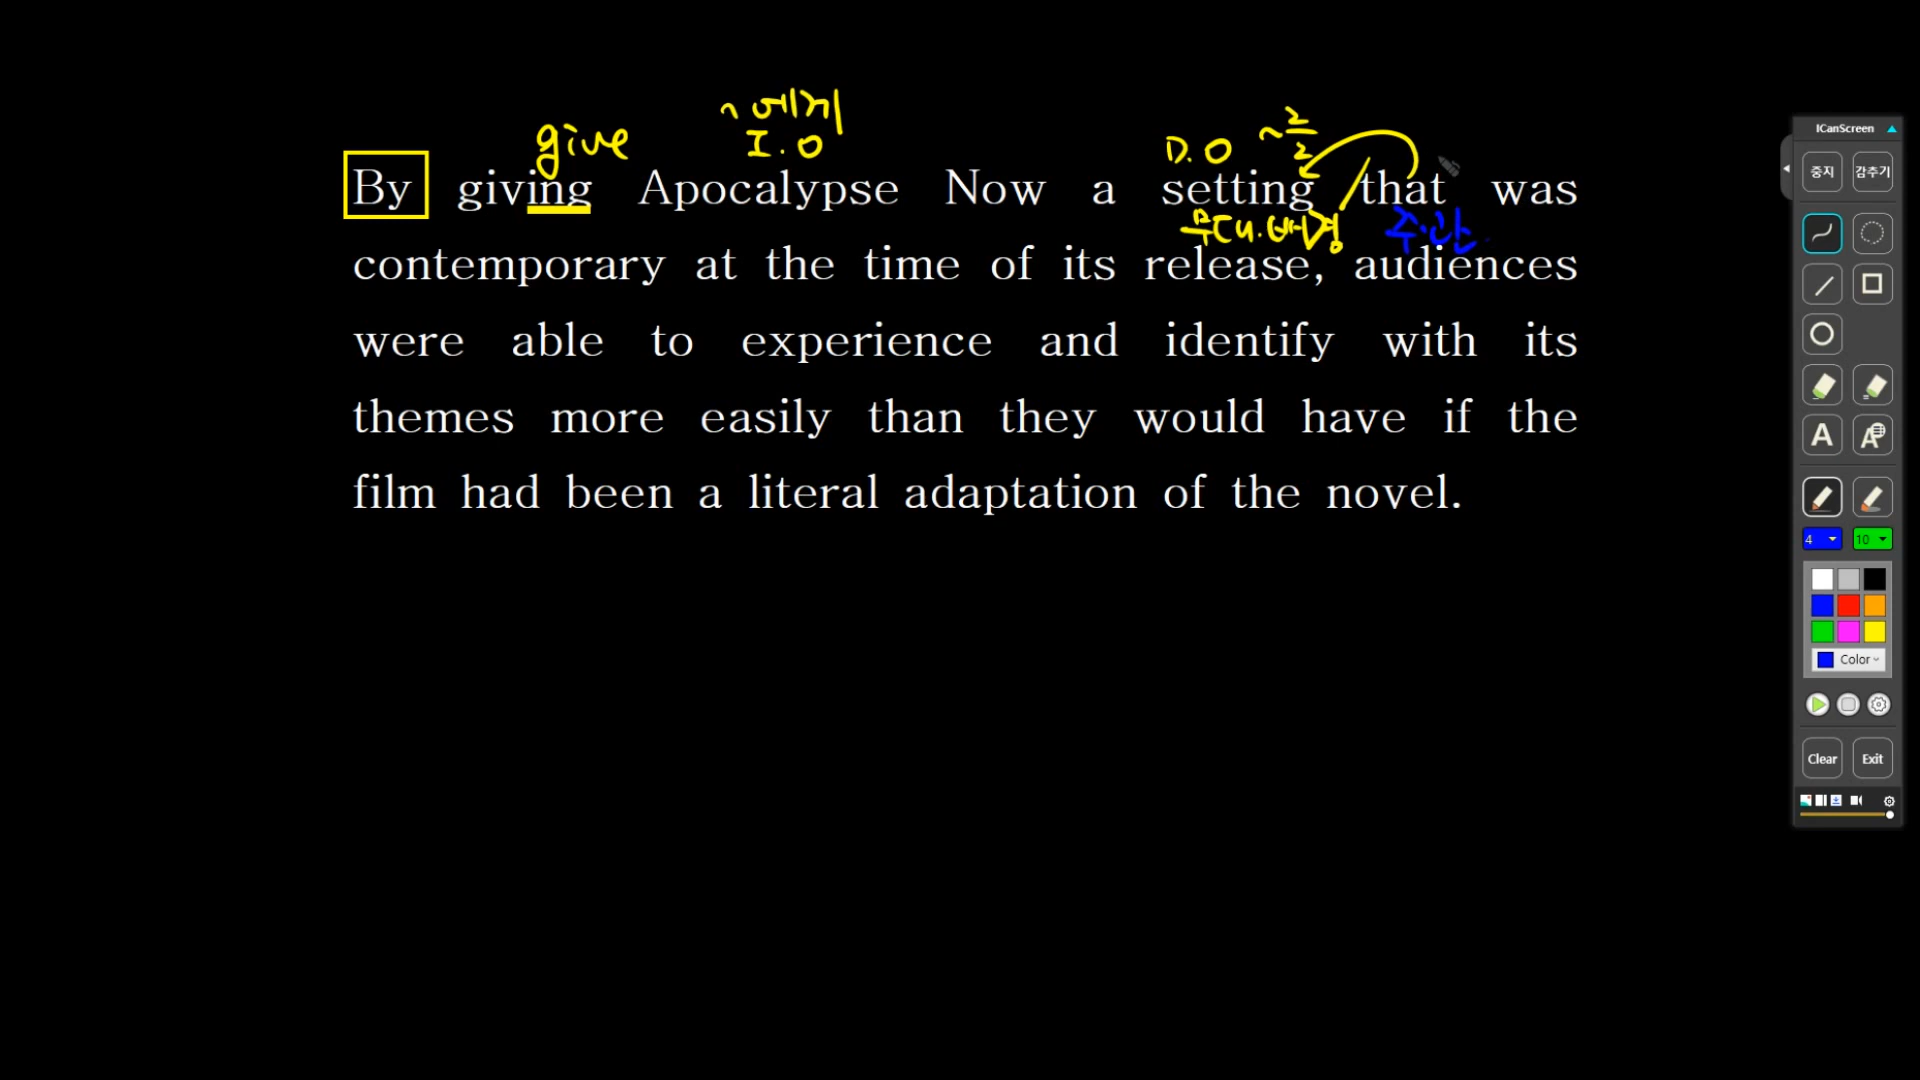 ~에게
give I.O D.O ~을/를
By giving Apocalypse Now a setting that was
무대.배경 주.관.
contemporary at the time of its release, audiences
were able to experience and identify with its
themes more easily than they would have if the
film had been a literal adaptation of the novel.
ICanScreen
중지 감추기
A A
4 10
Color
Clear Exit